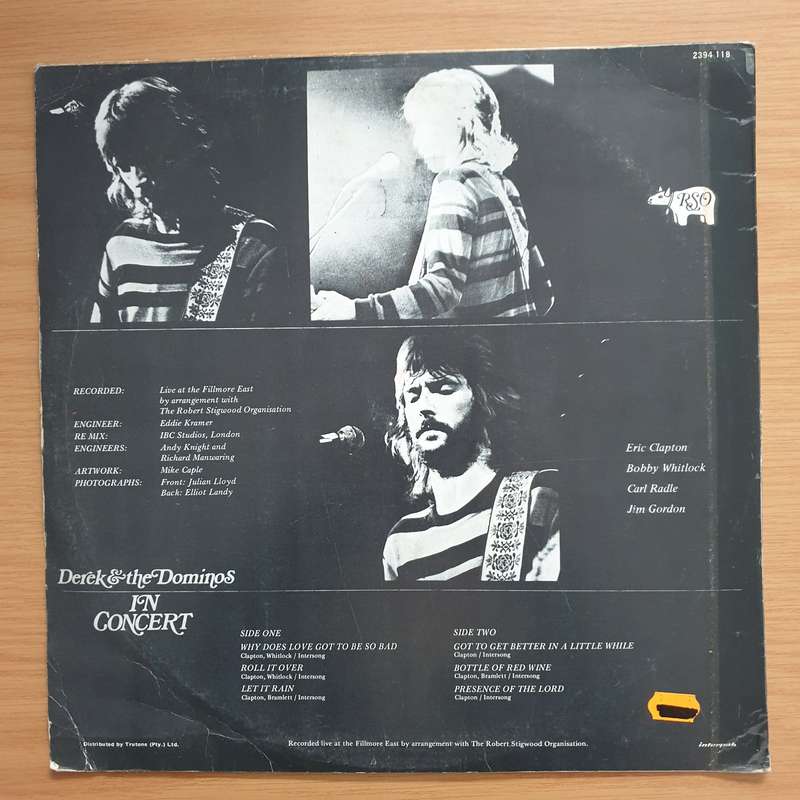 2394 118
RSO
RECORDED: Live at the Fillmore East
by arrangement with
The Robert Stigwood Organisation
ENGINEER: Eddie Kramer
RE MIX: IBC Studios, London
ENGINEERS: Andy Knight and
Richard Manwaring
ARTWORK: Mike Caple
PHOTOGRAPHS: Front: Julian Lloyd
Back: Elliot Landy
Eric Clapton
Bobby Whitlock
Carl Radle
Jim Gordon
Derek & the Dominos
IN
CONCERT
SIDE ONE
WHY DOES LOVE GOT TO BE SO BAD
Clapton, Whitlock / Intersong
ROLL IT OVER
Clapton, Whitlock / Intersong
LET IT RAIN
Clapton, Bramlett / Intersong
SIDE TWO
GOT TO GET BETTER IN A LITTLE WHILE
Clapton / Intersong
BOTTLE OF RED WINE
Clapton, Bramlett / Intersong
PRESENCE OF THE LORD
Clapton / Intersong
Distributed by Trutone (Pty.) Ltd.
Recorded live at the Fillmore East by arrangement with The Robert Stigwood Organisation.
interpak